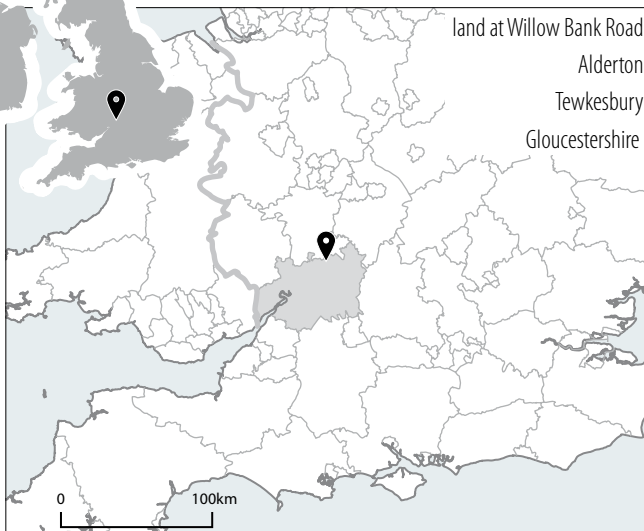 land at Willow Bank Road
Alderton
Tewkesbury
Gloucestershire
0 100km